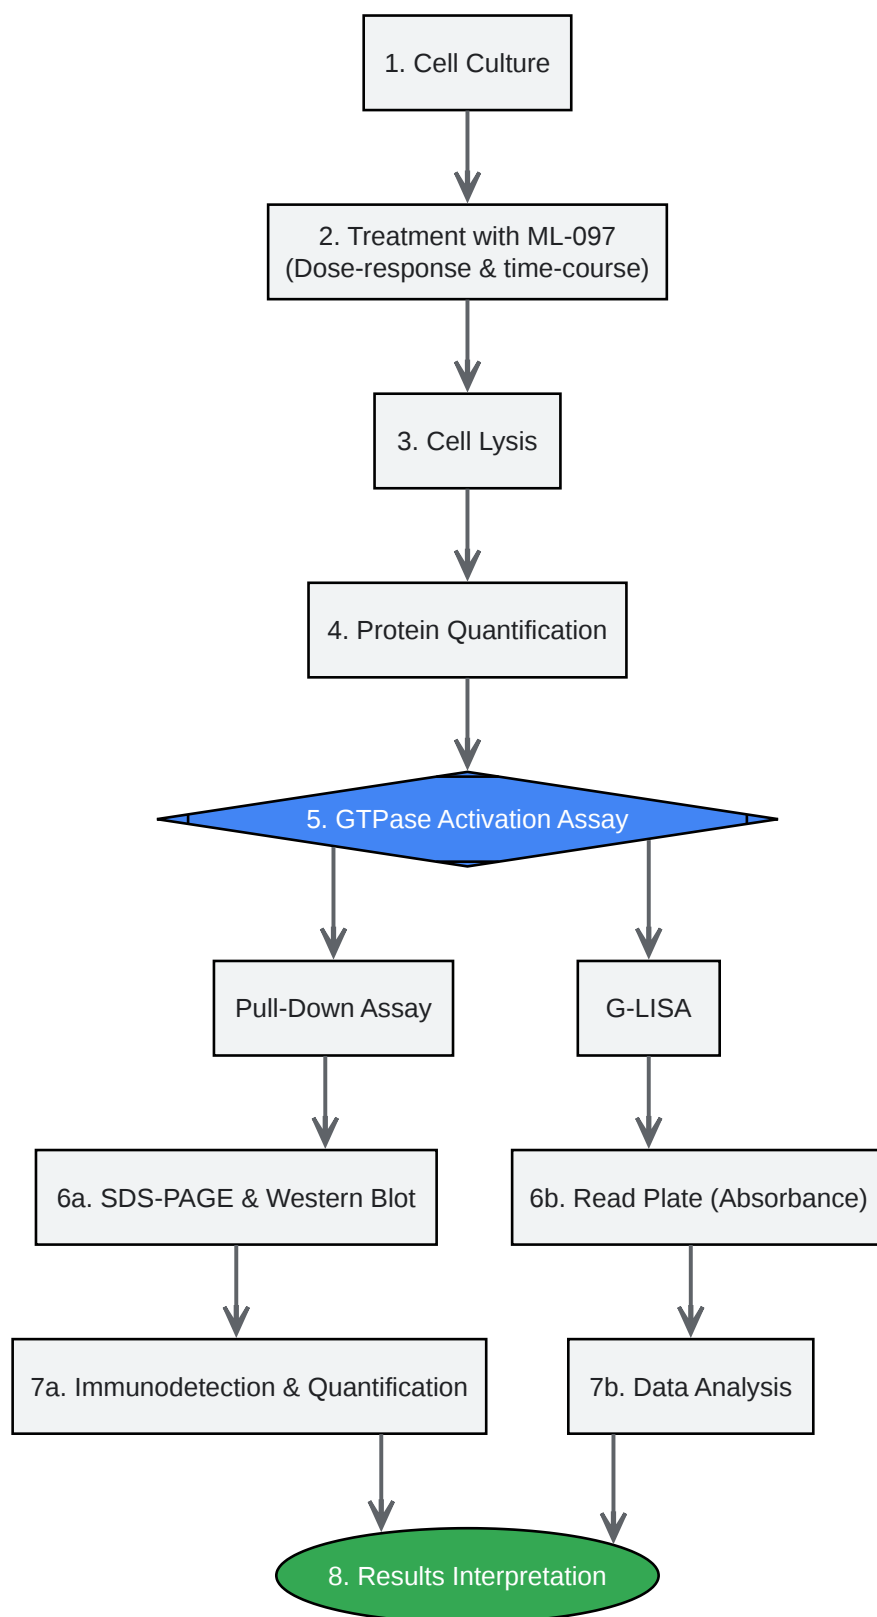 1. Cell Culture
2. Treatment with ML-097
(Dose-response & time-course)
3. Cell Lysis
4. Protein Quantification
5. GTPase Activation Assay
Pull-Down Assay
G-LISA
6a. SDS-PAGE & Western Blot
6b. Read Plate (Absorbance)
7a. Immunodetection & Quantification
7b. Data Analysis
8. Results Interpretation